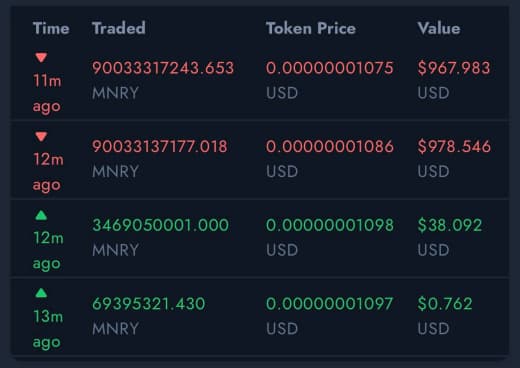 Time Traded Token Price Value
11m ago 90033317243.653 MNRY 0.00000001075 USD $967.983 USD
12m ago 90033137177.018 MNRY 0.00000001086 USD $978.546 USD
12m ago 3469050001.000 MNRY 0.00000001098 USD $38.092 USD
13m ago 69395321.430 MNRY 0.00000001097 USD $0.762 USD